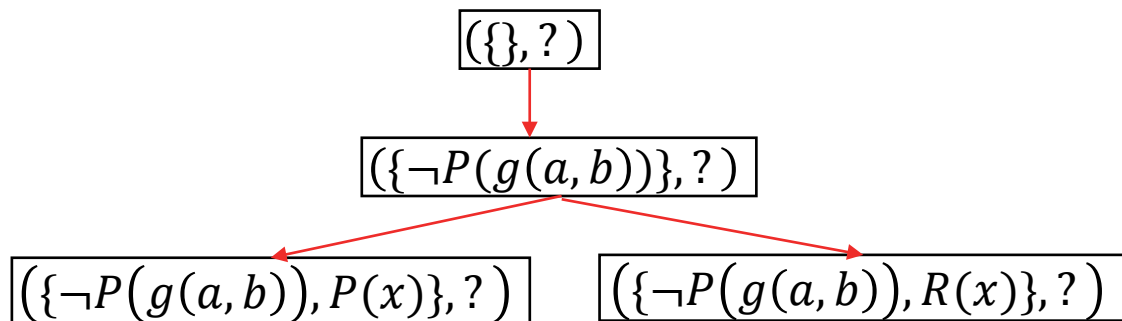 ({}, ?)
({¬P(g(a, b))}, ?)
({¬P(g(a, b)), P(x)}, ?)
({¬P(g(a, b)), R(x)}, ?)